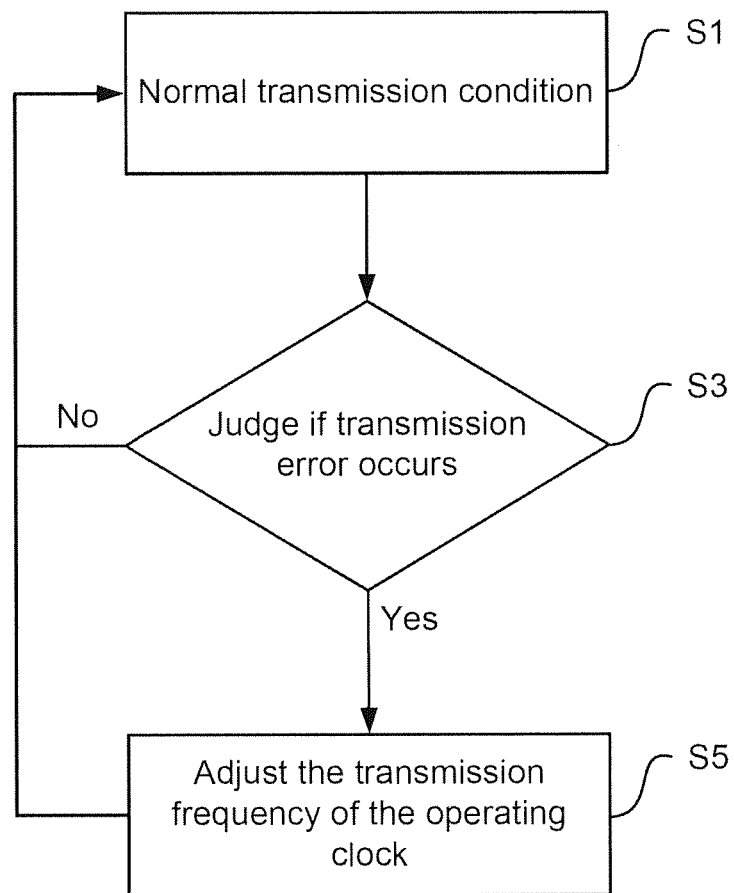 S1
Normal transmission condition
S3
No
Judge if transmission
error occurs
Yes
S5
Adjust the transmission
frequency of the operating
clock